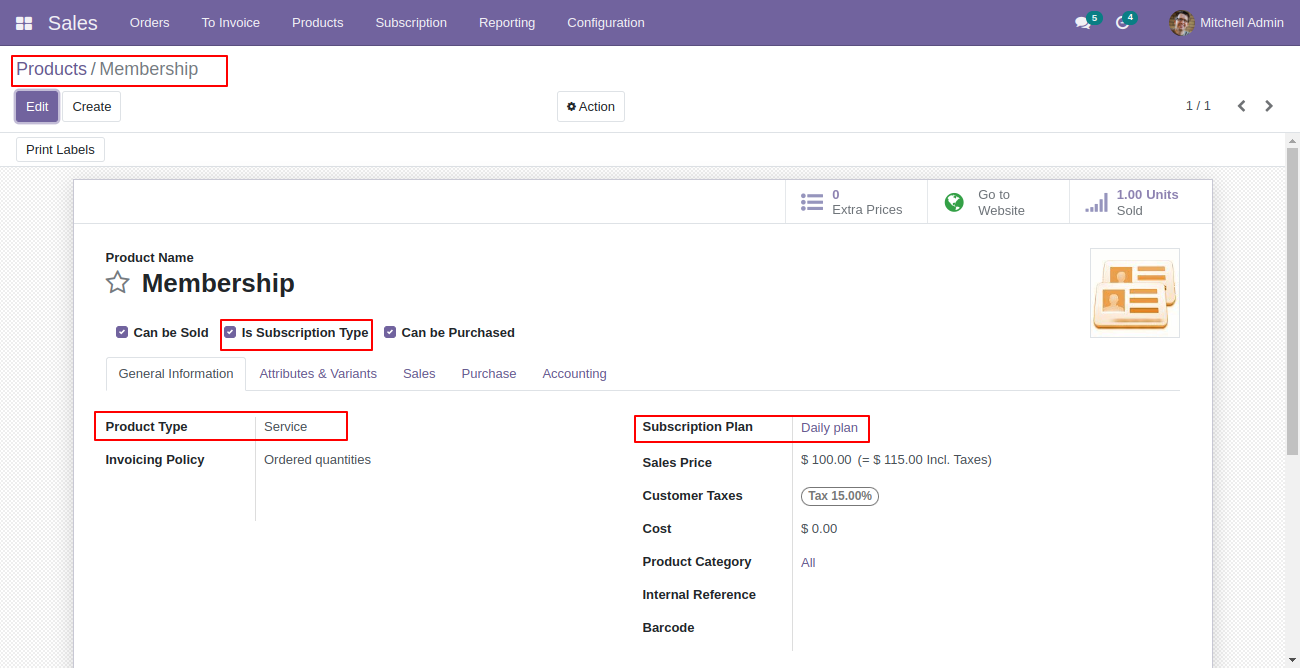 Sales Orders To Invoice Products Subscription Reporting Configuration 5 4 Mitchell Admin
Products / Membership
Edit Create Action 1 / 1
Print Labels
0 Extra Prices
Go to Website
1.00 Units Sold
Product Name
Membership
Can be Sold Is Subscription Type Can be Purchased
General Information Attributes & Variants Sales Purchase Accounting
Product Type Service
Invoicing Policy Ordered quantities
Subscription Plan Daily plan
Sales Price $ 100.00 (= $ 115.00 Incl. Taxes)
Customer Taxes Tax 15.00%
Cost $ 0.00
Product Category All
Internal Reference
Barcode